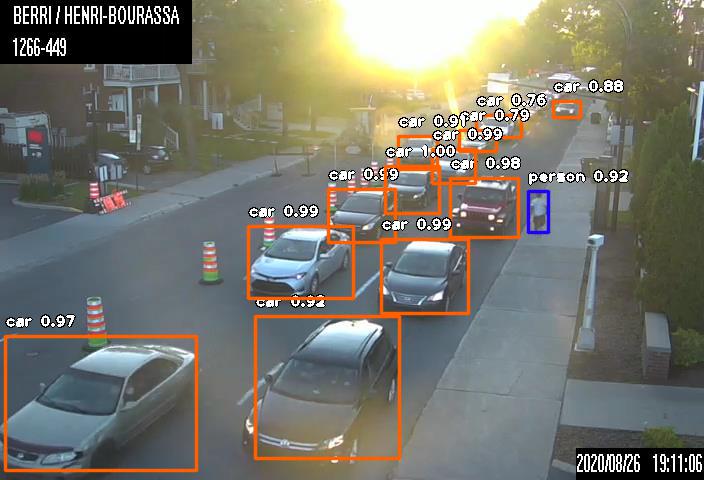 BERRI / HENRI-BOURASSA
1266-449
car 0.88
car 0.76
car 0.79
car 0.9
car 0.99
car 1.00
car 0.98
car 0.99
person 0.92
car 0.99
car 0.99
car 0.92
car 0.97
2020/08/26 19:11:06